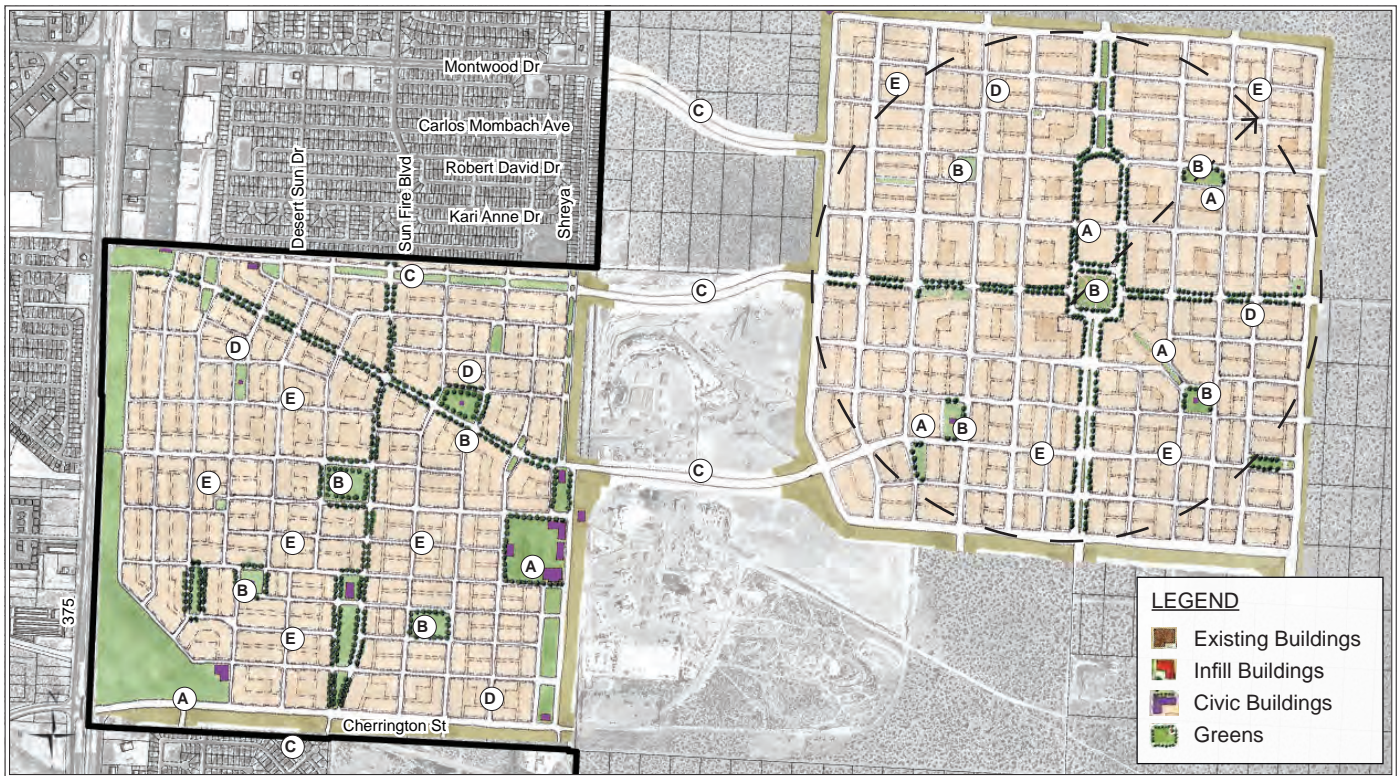 Montwood Dr
Carlos Mombach Ave
Robert David Dr
Kari Anne Dr
Desert Sun Dr
Sun Fire Blvd
Shreya
C
E
D
E
B
B
A
A
C
C
B
D
A
D
D
E
B
B
A
B
E
E
C
E
B
E
E
A
B
B
E
A
D
375
Cherrington St
C
LEGEND
Existing Buildings
Infill Buildings
Civic Buildings
Greens